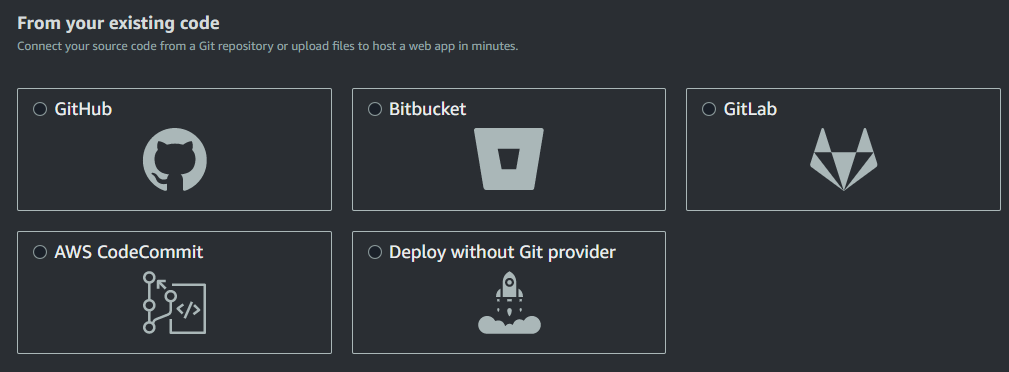 From your existing code
Connect your source code from a Git repository or upload files to host a web app in minutes.
GitHub
Bitbucket
GitLab
AWS CodeCommit
</>
Deploy without Git provider